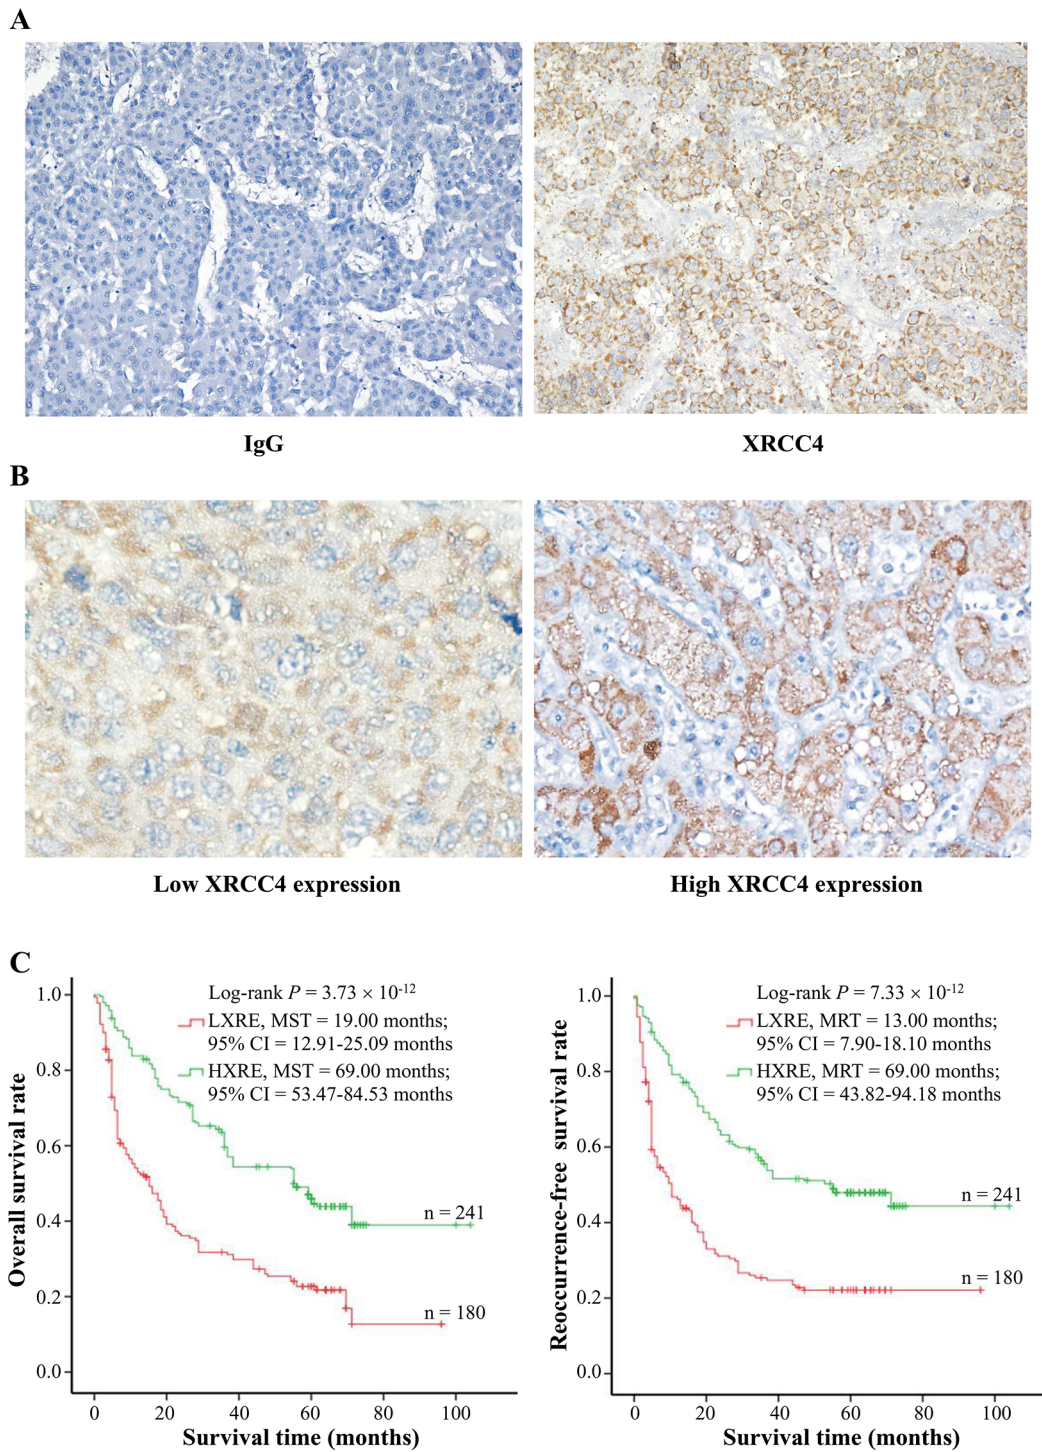 A
IgG
XRCC4
B
Low XRCC4 expression
High XRCC4 expression
C
Overall survival rate
1.0
0.8
0.6
0.4
0.2
0.0
Log-rank P = 3.73 × 10-12
LXRE, MST = 19.00 months;
95% CI = 12.91-25.09 months
HXRE, MST = 69.00 months;
95% CI = 53.47-84.53 months
n = 241
n = 180
0 20 40 60 80 100
Survival time (months)
Reoccurrence-free survival rate
1.0
0.8
0.6
0.4
0.2
0.0
Log-rank P = 7.33 × 10-12
LXRE, MRT = 13.00 months;
95% CI = 7.90-18.10 months
HXRE, MRT = 69.00 months;
95% CI = 43.82-94.18 months
n = 241
n = 180
0 20 40 60 80 100
Survival time (months)